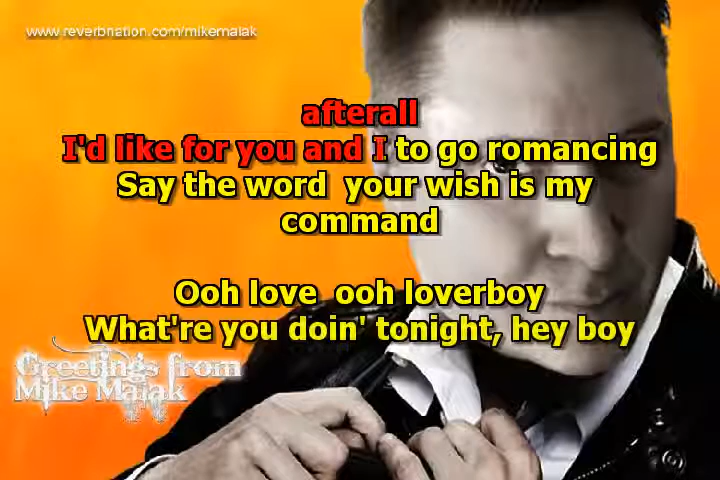 www.reverbnation.com/mikemalak
afterall
I'd like for you and I to go romancing
Say the word  your wish is my
command
Ooh love  ooh loverboy
What're you doin' tonight, hey boy
Greetings from
Mike Malak